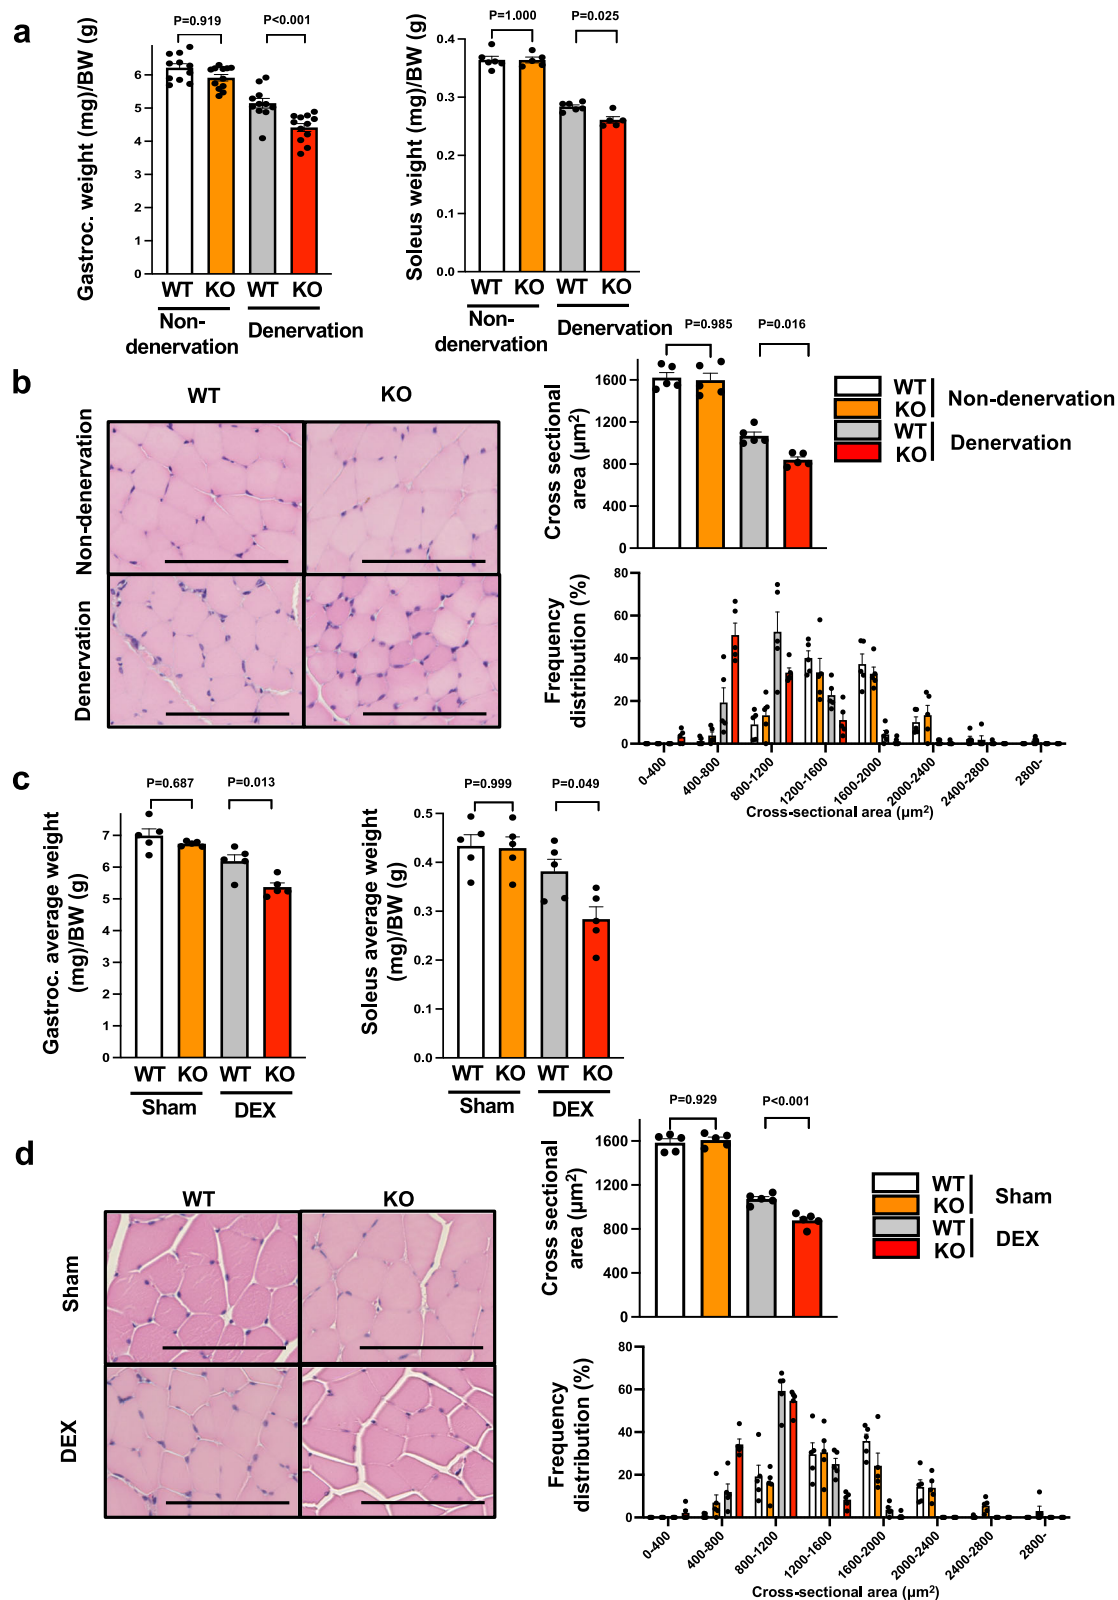 a
P=0.919
P<0.001
Gastroc. weight (mg)/BW (g)
6
5
4
3
2
1
0
WT
KO
WT
KO
Non-
denervation
Denervation
P=1.000
P=0.025
Soleus weight (mg)/BW (g)
0.4
0.3
0.2
0.1
0.0
WT
KO
WT
KO
Non-
denervation
Denervation
b
WT
KO
Non-denervation
Denervation
P=0.985
P=0.016
Cross sectional
area (µm²)
1600
1200
800
400
0
WT
KO
Non-denervation
WT
KO
Denervation
Frequency
distribution (%)
80
60
40
20
0
0-400
400-800
800-1200
1200-1600
1600-2000
2000-2400
2400-2800
2800-
Cross-sectional area (µm²)
c
P=0.687
P=0.013
Gastroc. average weight
(mg)/BW (g)
7
6
5
4
3
2
1
0
WT
KO
WT
KO
Sham
DEX
P=0.999
P=0.049
Soleus average weight
(mg)/BW (g)
0.5
0.4
0.3
0.2
0.1
0.0
WT
KO
WT
KO
Sham
DEX
d
WT
KO
Sham
DEX
P=0.929
P<0.001
Cross sectional
area (µm²)
1600
1200
800
400
0
WT
KO
Sham
WT
KO
DEX
Frequency
distribution (%)
80
60
40
20
0
0-400
400-800
800-1200
1200-1600
1600-2000
2000-2400
2400-2800
2800-
Cross-sectional area (µm²)